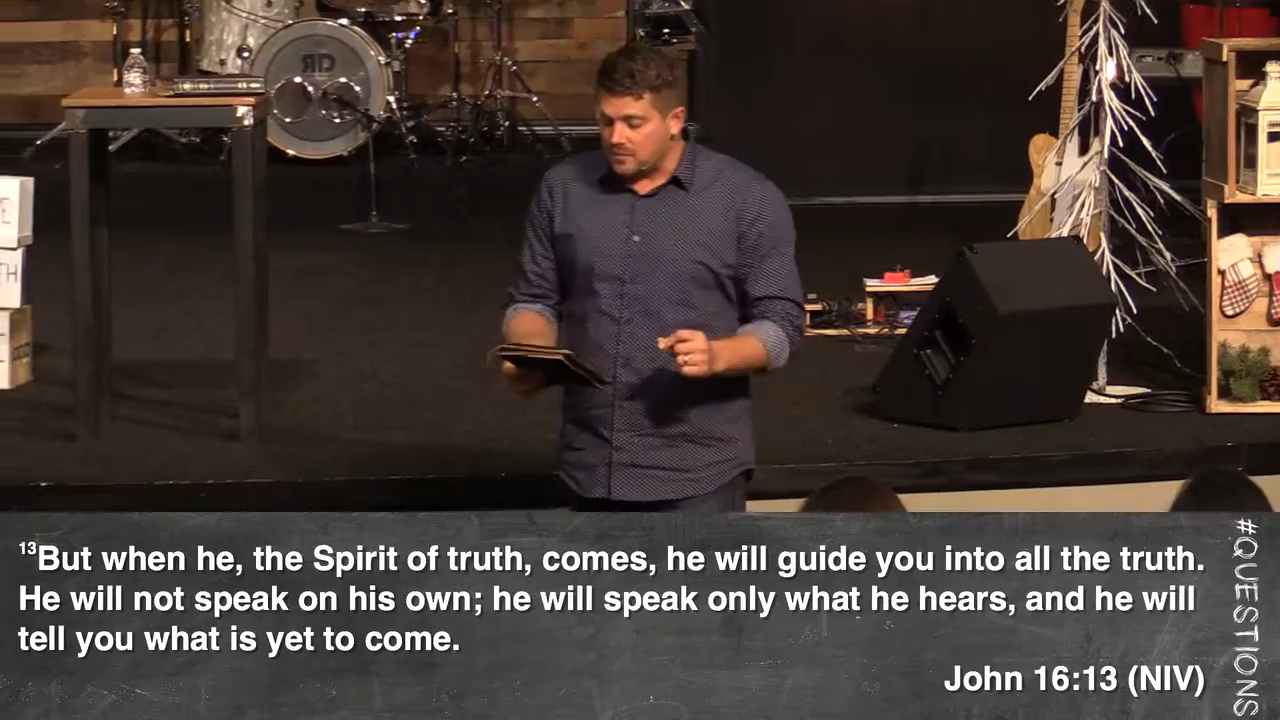 E
TH
¹³But when he, the Spirit of truth, comes, he will guide you into all the truth.
He will not speak on his own; he will speak only what he hears, and he will
tell you what is yet to come.
John 16:13 (NIV)
#QUESTIONS